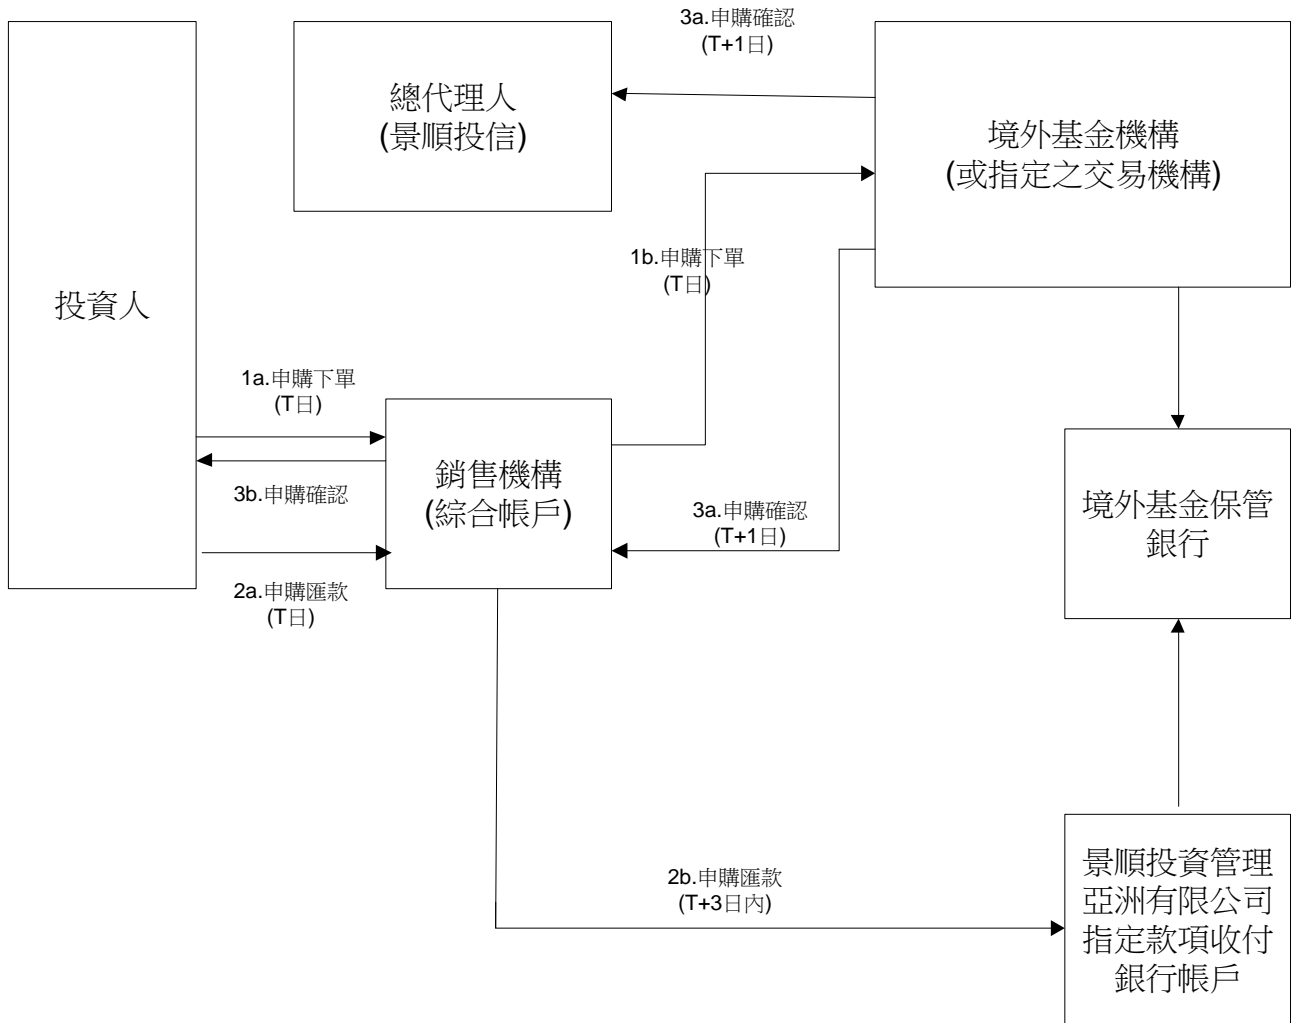 3a.申購確認
(T+1日)
總代理人
(景順投信)
境外基金機構
(或指定之交易機構)
1b.申購下單
(T日)
投資人
1a.申購下單
(T日)
銷售機構
(綜合帳戶)
3b.申購確認
3a.申購確認
(T+1日)
境外基金保管
銀行
2a.申購匯款
(T日)
2b.申購匯款
(T+3日內)
景順投資管理
亞洲有限公司
指定款項收付
銀行帳戶